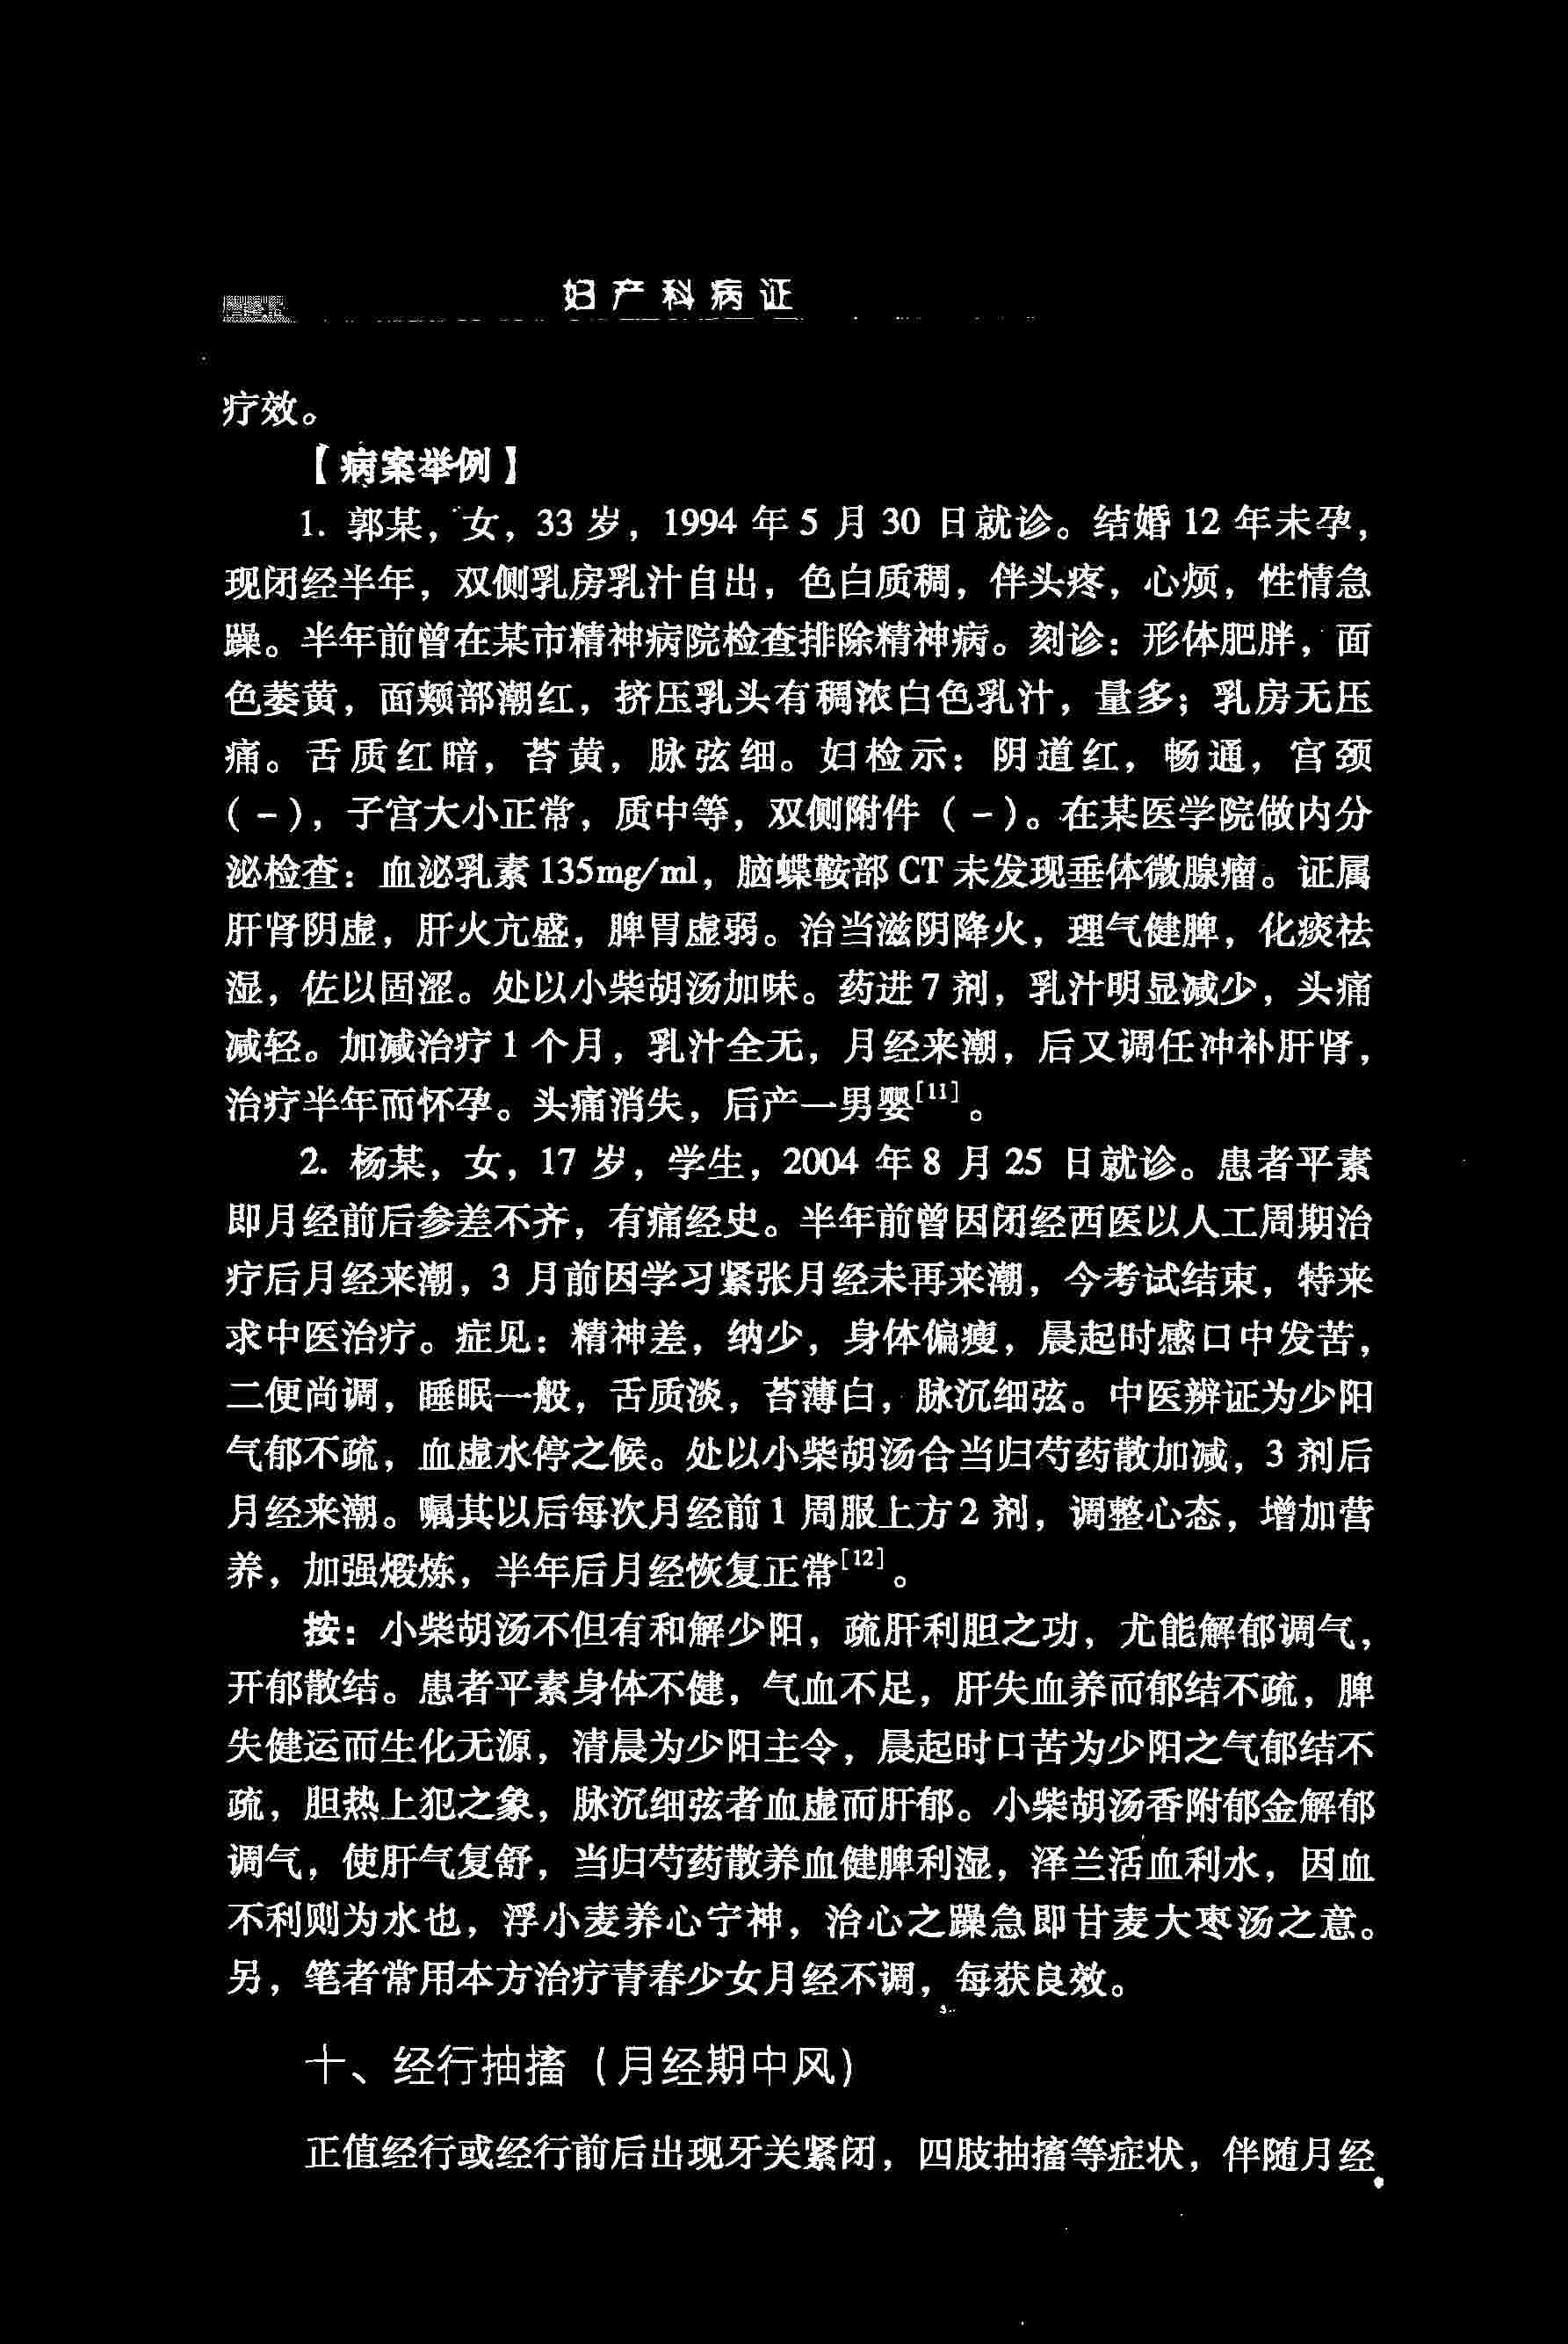 妇产科病证
疗效。
【病案举例】
1. 郭某，女，33 岁，1994 年 5 月 30 日就诊。结婚 12 年未孕，
现闭经半年，双侧乳房乳汁自出，色白质稠，伴头疼，心烦，性情急
躁。半年前曾在某市精神病院检查排除精神病。刻诊：形体肥胖，面
色萎黄，面颊部潮红，挤压乳头有稠浓白色乳汁，量多；乳房无压
痛。舌质红暗，苔黄，脉弦细。妇检示：阴道红，畅通，宫颈
（－），子宫大小正常，质中等，双侧附件（－）。在某医学院做内分
泌检查：血泌乳素 135mg/ml，脑蝶鞍部 CT 未发现垂体微腺瘤。证属
肝肾阴虚，肝火亢盛，脾胃虚弱。治当滋阴降火，理气健脾，化痰祛
湿，佐以固涩。处以小柴胡汤加味。药进 7 剂，乳汁明显减少，头痛
减轻。加减治疗 1 个月，乳汁全无，月经来潮，后又调任冲补肝肾，
治疗半年而怀孕。头痛消失，后产一男婴[11]。
2. 杨某，女，17 岁，学生，2004 年 8 月 25 日就诊。患者平素
即月经前后参差不齐，有痛经史。半年前曾因闭经西医以人工周期治
疗后月经来潮，3 月前因学习紧张月经未再来潮，今考试结束，特来
求中医治疗。症见：精神差，纳少，身体偏瘦，晨起时感口中发苦，
二便尚调，睡眠一般，舌质淡，苔薄白，脉沉细弦。中医辨证为少阳
气郁不疏，血虚水停之候。处以小柴胡汤合当归芍药散加减，3 剂后
月经来潮。嘱其以后每次月经前 1 周服上方 2 剂，调整心态，增加营
养，加强煅炼，半年后月经恢复正常[12]。
按：小柴胡汤不但有和解少阳，疏肝利胆之功，尤能解郁调气，
开郁散结。患者平素身体不健，气血不足，肝失血养而郁结不疏，脾
失健运而生化无源，清晨为少阳主令，晨起时口苦为少阳之气郁结不
疏，胆热上犯之象，脉沉细弦者血虚而肝郁。小柴胡汤香附郁金解郁
调气，使肝气复舒，当归芍药散养血健脾利湿，泽兰活血利水，因血
不利则为水也，浮小麦养心宁神，治心之躁急即甘麦大枣汤之意。
另，笔者常用本方治疗青春少女月经不调，每获良效。
十、经行抽搐（月经期中风）
正值经行或经行前后出现牙关紧闭，四肢抽搐等症状，伴随月经